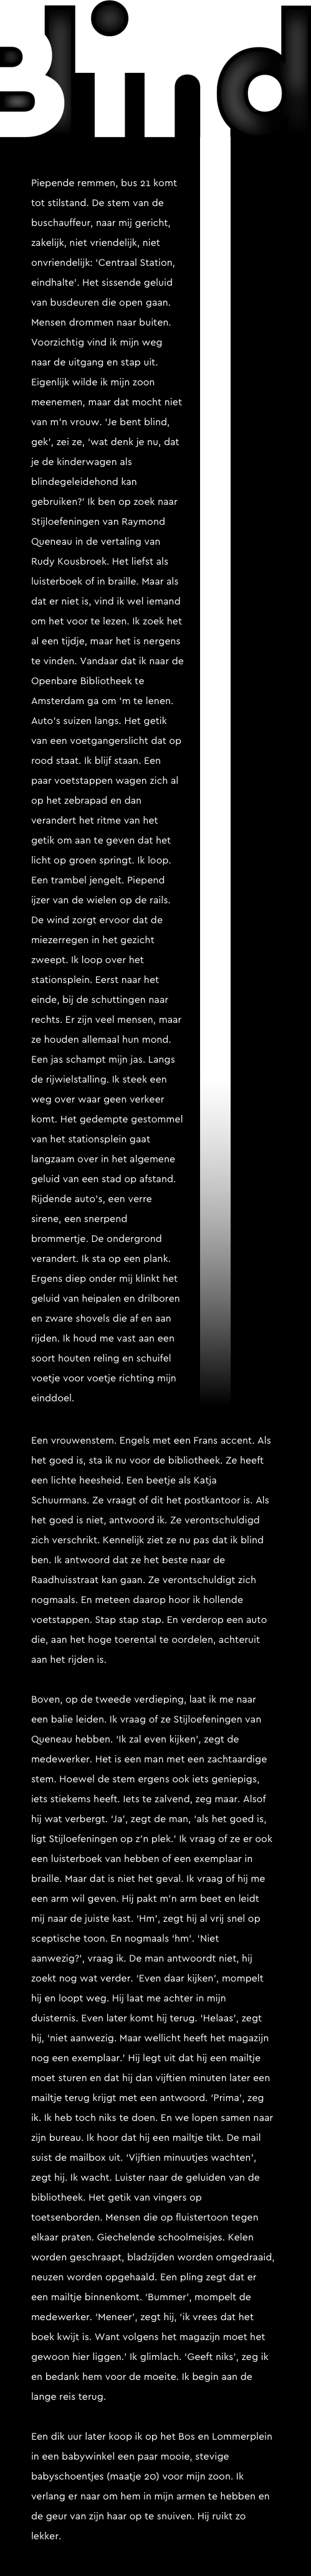 Blind
Piepende remmen, bus 21 komt
tot stilstand. De stem van de
buschauffeur, naar mij gericht,
zakelijk, niet vriendelijk, niet
onvriendelijk: ‘Centraal Station,
eindhalte’. Het sissende geluid
van busdeuren die open gaan.
Mensen drommen naar buiten.
Voorzichtig vind ik mijn weg
naar de uitgang en stap uit.
Eigenlijk wilde ik mijn zoon
meenemen, maar dat mocht niet
van m’n vrouw. ‘Je bent blind,
gek’, zei ze, ‘wat denk je nu, dat
je de kinderwagen als
blindegeleidehond kan
gebruiken?’ Ik ben op zoek naar
Stijloefeningen van Raymond
Queneau in de vertaling van
Rudy Kousbroek. Het liefst als
luisterboek of in braille. Maar als
dat er niet is, vind ik wel iemand
om het voor te lezen. Ik zoek het
al een tijdje, maar het is nergens
te vinden. Vandaar dat ik naar de
Openbare Bibliotheek te
Amsterdam ga om ‘m te lenen.
Auto’s suizen langs. Het getik
van een voetgangerslicht dat op
rood staat. Ik blijf staan. Een
paar voetstappen wagen zich al
op het zebrapad en dan
verandert het ritme van het
getik om aan te geven dat het
licht op groen springt. Ik loop.
Een trambel jengelt. Piepend
ijzer van de wielen op de rails.
De wind zorgt ervoor dat de
miezerregen in het gezicht
zweept. Ik loop over het
stationsplein. Eerst naar het
einde, bij de schuttingen naar
rechts. Er zijn veel mensen, maar
ze houden allemaal hun mond.
Een jas schampt mijn jas. Langs
de rijwielstalling. Ik steek een
weg over waar geen verkeer
komt. Het gedempte gestommel
van het stationsplein gaat
langzaam over in het algemene
geluid van een stad op afstand.
Rijdende auto’s, een verre
sirene, een snerpend
brommertje. De ondergrond
verandert. Ik sta op een plank.
Ergens diep onder mij klinkt het
geluid van heipalen en drilboren
en zware shovels die af en aan
rijden. Ik houd me vast aan een
soort houten reling en schuifel
voetje voor voetje richting mijn
einddoel.
Een vrouwenstem. Engels met een Frans accent. Als
het goed is, sta ik nu voor de bibliotheek. Ze heeft
een lichte heesheid. Een beetje als Katja
Schuurmans. Ze vraagt of dit het postkantoor is. Als
het goed is niet, antwoord ik. Ze verontschuldigd
zich verschrikt. Kennelijk ziet ze nu pas dat ik blind
ben. Ik antwoord dat ze het beste naar de
Raadhuisstraat kan gaan. Ze verontschuldigt zich
nogmaals. En meteen daarop hoor ik hollende
voetstappen. Stap stap stap. En verderop een auto
die, aan het hoge toerental te oordelen, achteruit
aan het rijden is.
Boven, op de tweede verdieping, laat ik me naar
een balie leiden. Ik vraag of ze Stijloefeningen van
Queneau hebben. ‘Ik zal even kijken’, zegt de
medewerker. Het is een man met een zachtaardige
stem. Hoewel de stem ergens ook iets geniepigs,
iets stiekems heeft. Iets te zalvend, zeg maar. Alsof
hij wat verbergt. ‘Ja’, zegt de man, ‘als het goed is,
ligt Stijloefeningen op z’n plek.’ Ik vraag of ze er ook
een luisterboek van hebben of een exemplaar in
braille. Maar dat is niet het geval. Ik vraag of hij me
een arm wil geven. Hij pakt m’n arm beet en leidt
mij naar de juiste kast. ‘Hm’, zegt hij al vrij snel op
sceptische toon. En nogmaals ‘hm’. ‘Niet
aanwezig?’, vraag ik. De man antwoordt niet, hij
zoekt nog wat verder. ‘Even daar kijken’, mompelt
hij en loopt weg. Hij laat me achter in mijn
duisternis. Even later komt hij terug. ‘Helaas’, zegt
hij, ‘niet aanwezig. Maar wellicht heeft het magazijn
nog een exemplaar.’ Hij legt uit dat hij een mailtje
moet sturen en dat hij dan vijftien minuten later een
mailtje terug krijgt met een antwoord. ‘Prima’, zeg
ik. Ik heb toch niks te doen. En we lopen samen naar
zijn bureau. Ik hoor dat hij een mailtje tikt. De mail
suist de mailbox uit. ‘Vijftien minuutjes wachten’,
zegt hij. Ik wacht. Luister naar de geluiden van de
bibliotheek. Het getik van vingers op
toetsenborden. Mensen die op fluistertoon tegen
elkaar praten. Giechelende schoolmeisjes. Kelen
worden geschraapt, bladzijden worden omgedraaid,
neuzen worden opgehaald. Een pling zegt dat er
een mailtje binnenkomt. ‘Bummer’, mompelt de
medewerker. ‘Meneer’, zegt hij, ‘ik vrees dat het
boek kwijt is. Want volgens het magazijn moet het
gewoon hier liggen.’ Ik glimlach. ‘Geeft niks’, zeg ik
en bedank hem voor de moeite. Ik begin aan de
lange reis terug.
Een dik uur later koop ik op het Bos en Lommerplein
in een babywinkel een paar mooie, stevige
babyschoentjes (maatje 20) voor mijn zoon. Ik
verlang er naar om hem in mijn armen te hebben en
de geur van zijn haar op te snuiven. Hij ruikt zo
lekker.